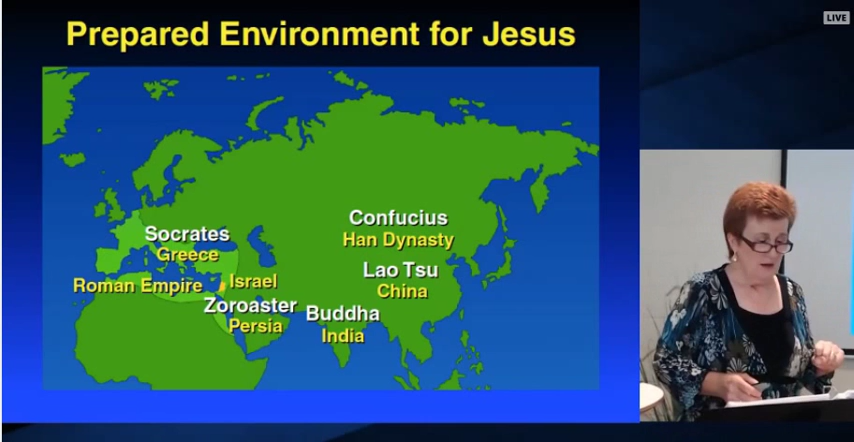 Prepared Environment for Jesus
LIVE
Confucius
Han Dynasty
Socrates
Greece
Lao Tsu
China
Roman Empire
Israel
Zoroaster
Persia
Buddha
India